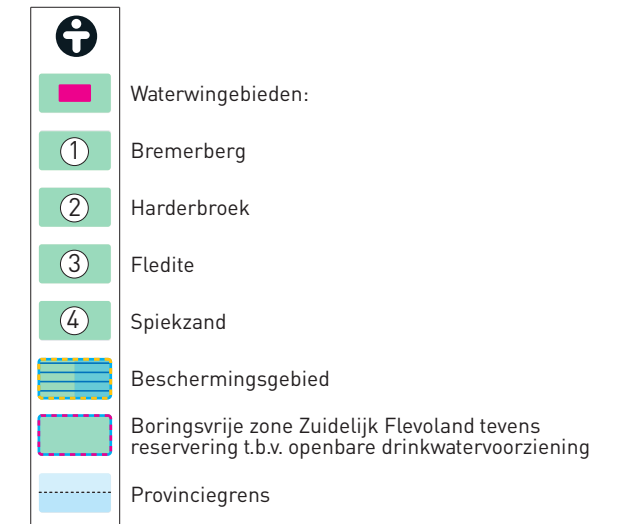 Waterwingebieden:
1 Bremerberg
2 Harderbroek
3 Fledite
4 Spiekzand
Beschermingsgebied
Boringsvrije zone Zuidelijk Flevoland tevens
reservering t.b.v. openbare drinkwatervoorziening
Provinciegrens